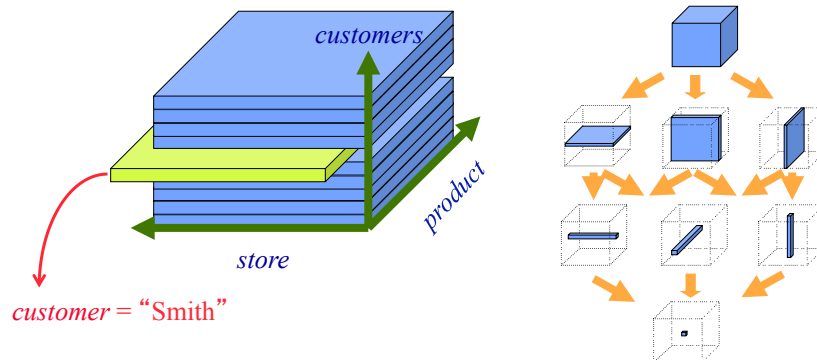 customers
product
store
customer = “Smith”